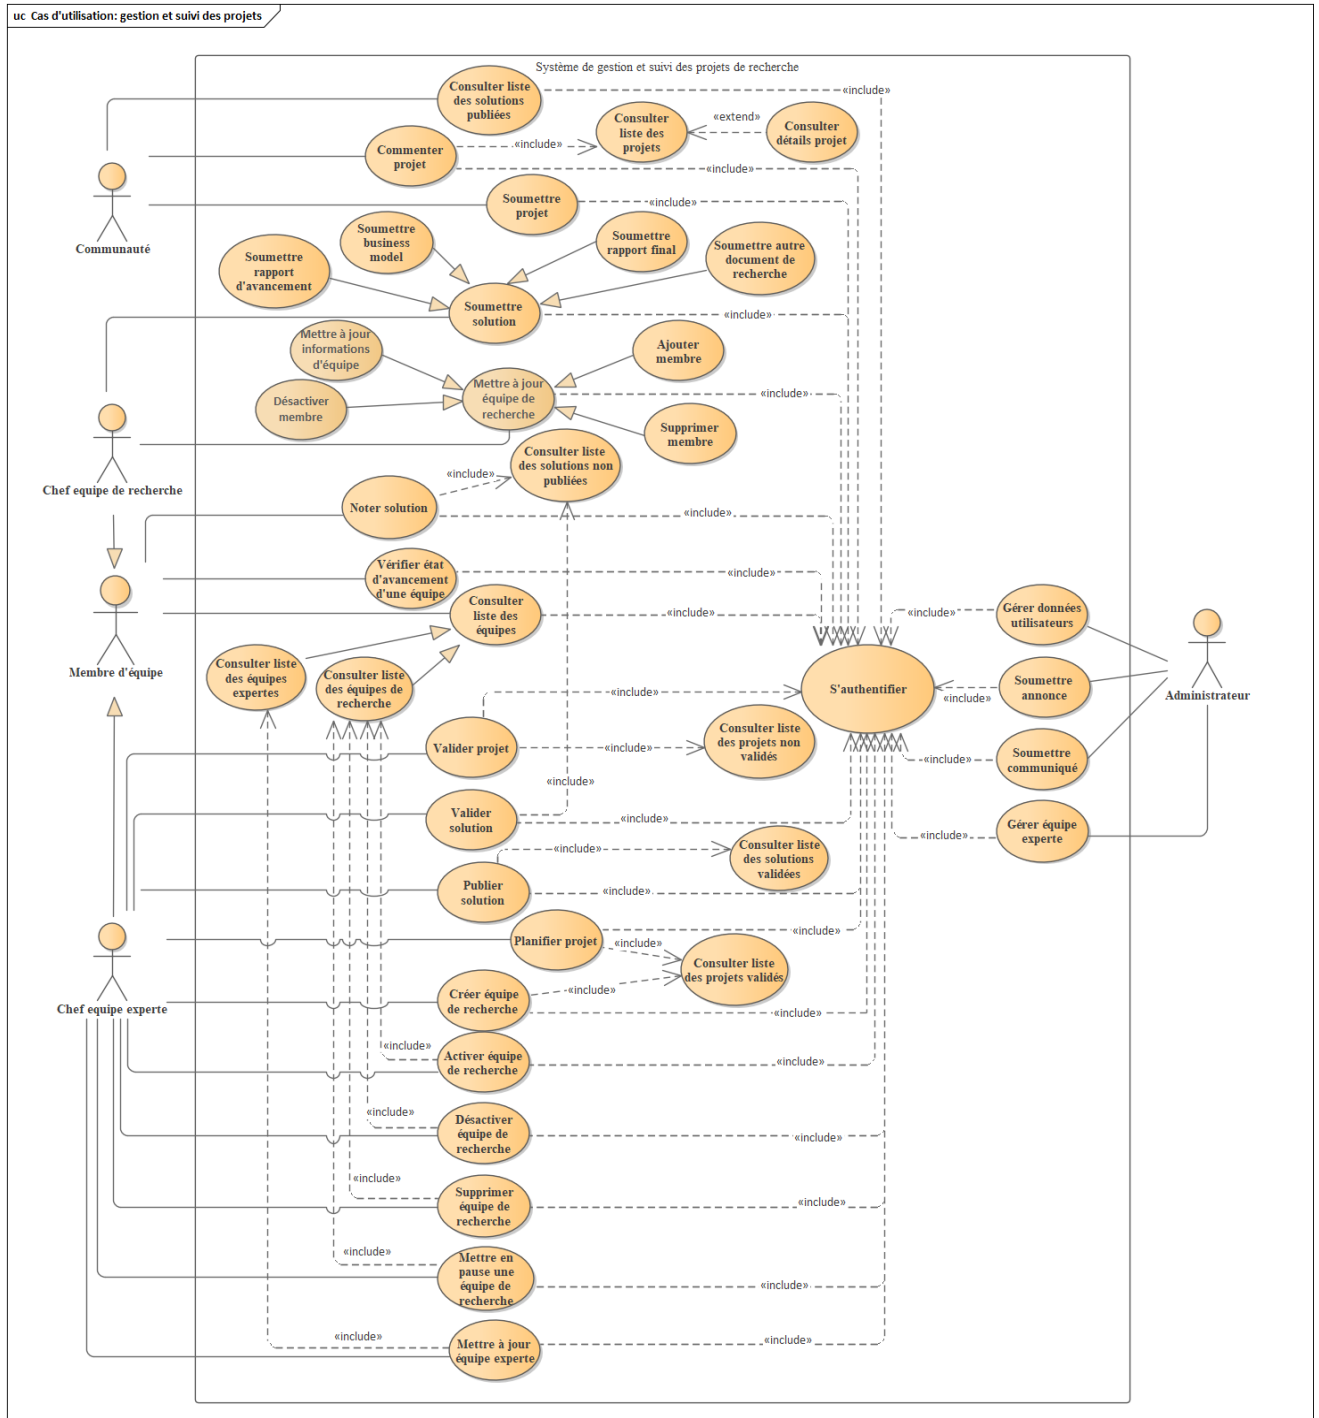 uc Cas d'utilisation: gestion et suivi des projets
Système de gestion et suivi des projets de recherche
Consulter liste
des solutions
publiées
«include»
Consulter
liste des
projets
«extend»
Consulter
détails projet
Commenter
projet
«include»
«include»
Soumettre
projet
«include»
Communauté
Soumettre
business
model
Soumettre
rapport final
Soumettre autre
document de
recherche
Soumettre
rapport
d'avancement
Soumettre
solution
«include»
Mettre à jour
informations
d'équipe
Ajouter
membre
Mettre à jour
équipe de
recherche
«include»
Désactiver
membre
Supprimer
membre
Chef equipe de recherche
Consulter liste
des solutions non
publiées
«include»
Noter solution
«include»
Vérifier état
d'avancement
d'une équipe
«include»
Consulter
liste des
équipes
«include»
Membre d'équipe
Consulter liste
des équipes
expertes
Consulter liste
des équipes de
recherche
S'authentifier
«include»
Gérer données
utilisateurs
Soumettre
annonce
«include»
Administrateur
«include»
Valider projet
«include»
Consulter liste
des projets non
validés
«include»
Soumettre
communiqué
«include»
Valider
solution
«include»
Gérer équipe
experte
«include»
«include»
Consulter liste
des solutions
validées
Publier
solution
«include»
Planifier projet
«include»
«include»
Consulter liste
des projets validés
Chef equipe experte
Créer équipe
de recherche
«include»
«include»
Activer équipe
de recherche
«include»
«include»
Désactiver
équipe de
recherche
«include»
«include»
Supprimer
équipe de
recherche
«include»
«include»
Mettre en
pause une
équipe de
recherche
«include»
«include»
Mettre à jour
équipe experte
«include»
«include»